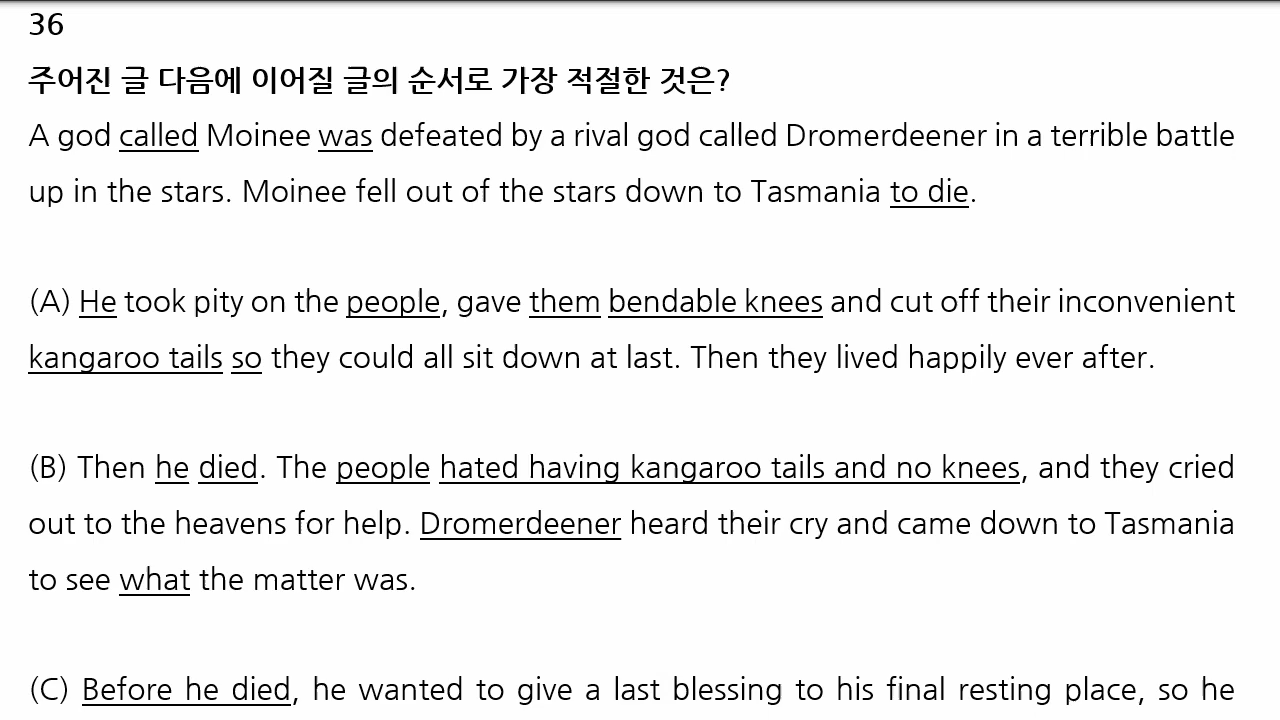 36
주어진 글 다음에 이어질 글의 순서로 가장 적절한 것은?
A god called Moinee was defeated by a rival god called Dromerdeener in a terrible battle
up in the stars. Moinee fell out of the stars down to Tasmania to die.
(A) He took pity on the people, gave them bendable knees and cut off their inconvenient
kangaroo tails so they could all sit down at last. Then they lived happily ever after.
(B) Then he died. The people hated having kangaroo tails and no knees, and they cried
out to the heavens for help. Dromerdeener heard their cry and came down to Tasmania
to see what the matter was.
(C) Before he died, he wanted to give a last blessing to his final resting place, so he